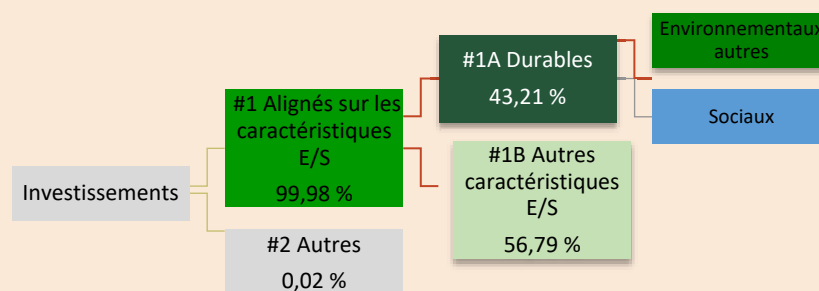 Investissements
#1 Alignés sur les
caractéristiques
E/S
99,98 %
#2 Autres
0,02 %
#1A Durables
43,21 %
#1B Autres
caractéristiques
E/S
56,79 %
Environnementaux
autres
Sociaux